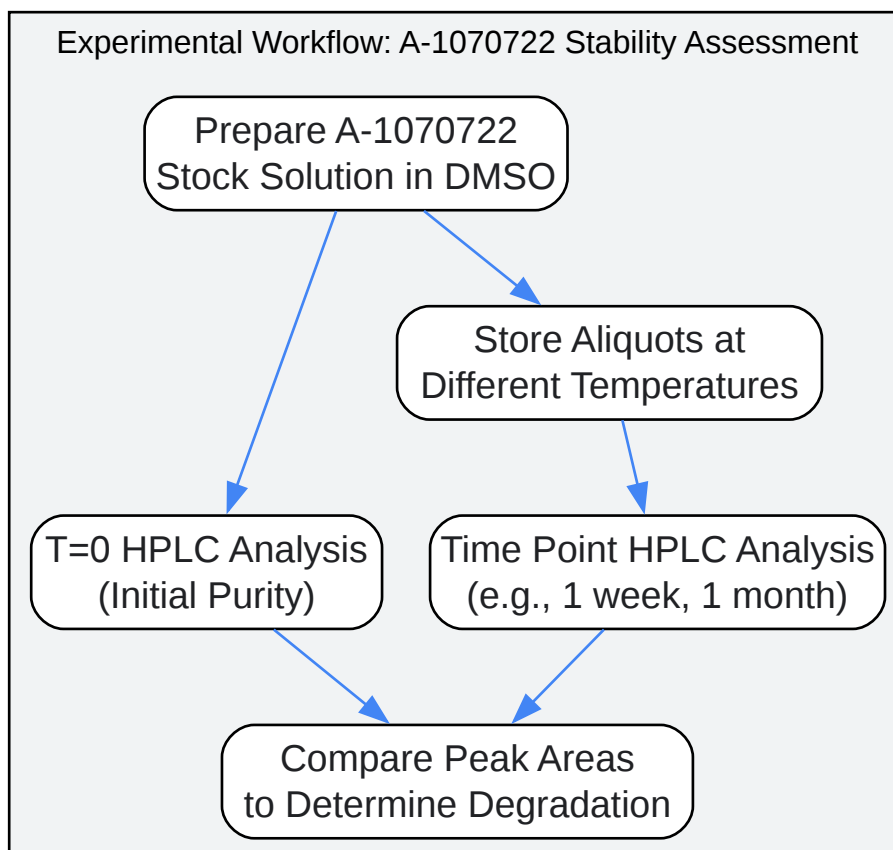 Experimental Workflow: A-1070722 Stability Assessment
Prepare A-1070722
Stock Solution in DMSO
Store Aliquots at
Different Temperatures
T=0 HPLC Analysis
(Initial Purity)
Time Point HPLC Analysis
(e.g., 1 week, 1 month)
Compare Peak Areas
to Determine Degradation